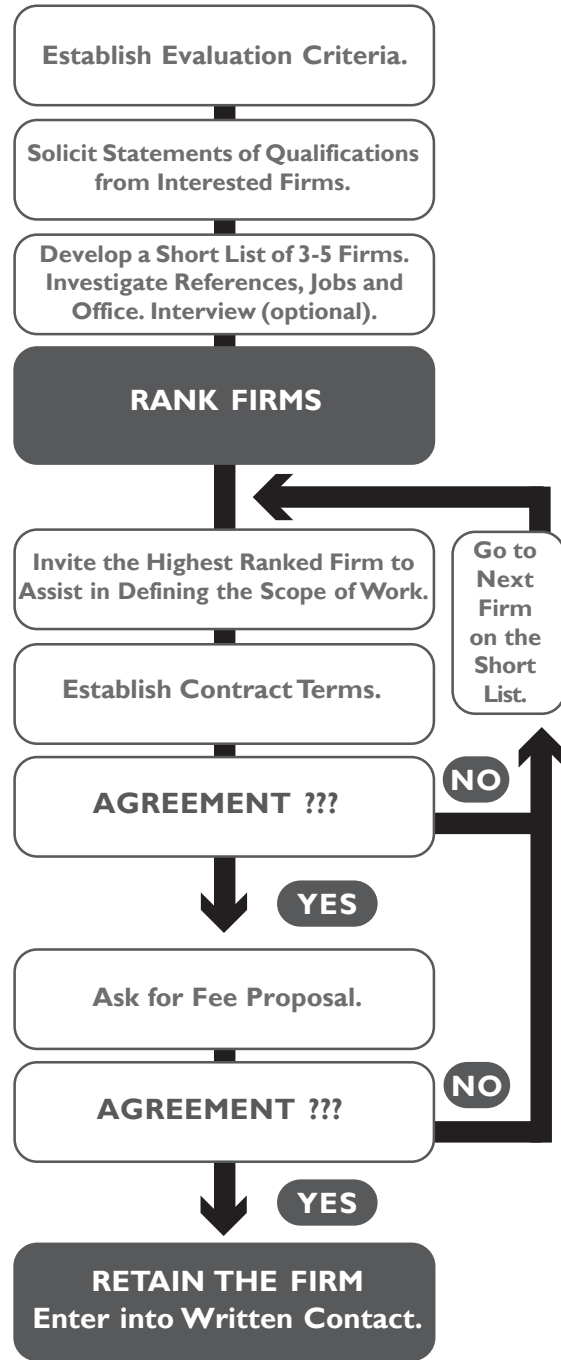 Establish Evaluation Criteria.
Solicit Statements of Qualifications
from Interested Firms.
Develop a Short List of 3-5 Firms.
Investigate References, Jobs and
Office. Interview (optional).
RANK FIRMS
Invite the Highest Ranked Firm to
Assist in Defining the Scope of Work.
Go to
Next
Firm
on the
Short
List.
Establish Contract Terms.
AGREEMENT ???
NO
YES
Ask for Fee Proposal.
AGREEMENT ???
NO
YES
RETAIN THE FIRM
Enter into Written Contact.